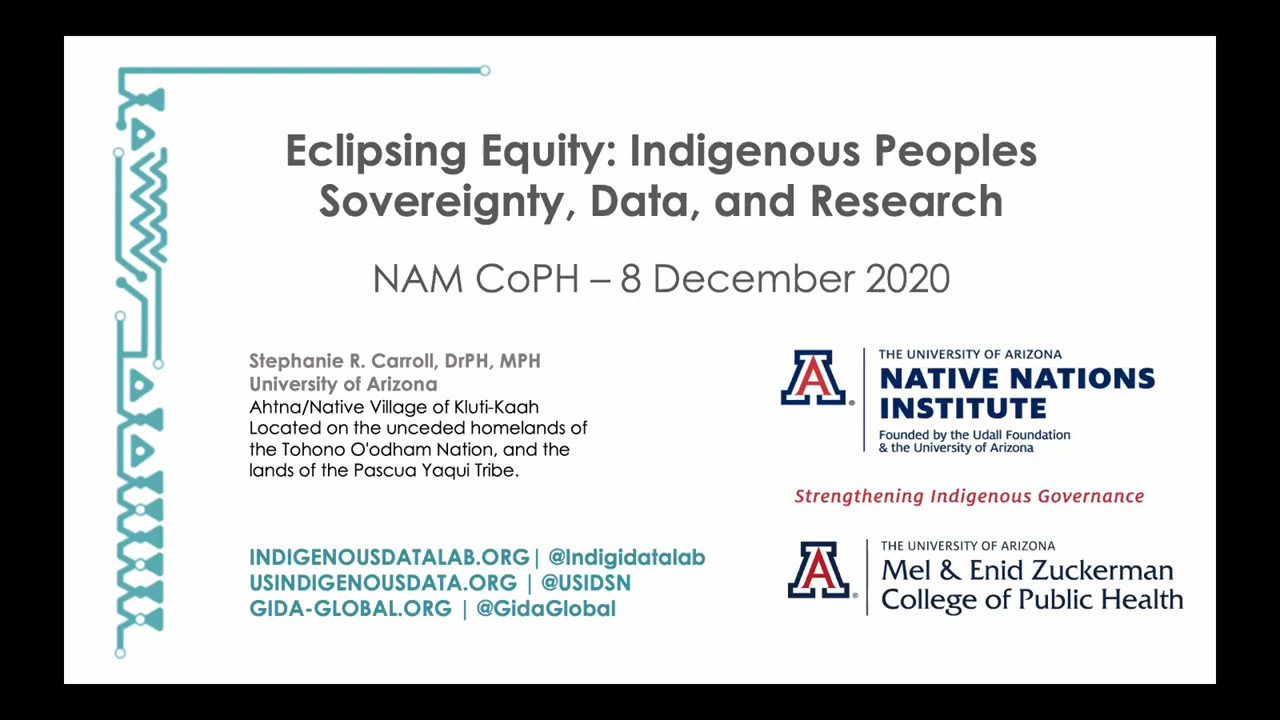 Eclipsing Equity: Indigenous Peoples
Sovereignty, Data, and Research
NAM CoPH – 8 December 2020
Stephanie R. Carroll, DrPH, MPH
University of Arizona
Ahtna/Native Village of Kluti-Kaah
Located on the unceded homelands of
the Tohono O'odham Nation, and the
lands of the Pascua Yaqui Tribe.
INDIGENOUSDATALAB.ORG| @Indigidatalab
USINDIGENOUSDATA.ORG | @USIDSN
GIDA-GLOBAL.ORG | @GidaGlobal
A
®
THE UNIVERSITY OF ARIZONA
NATIVE NATIONS
INSTITUTE
Founded by the Udall Foundation
& the University of Arizona
Strengthening Indigenous Governance
A
®
THE UNIVERSITY OF ARIZONA
Mel & Enid Zuckerman
College of Public Health